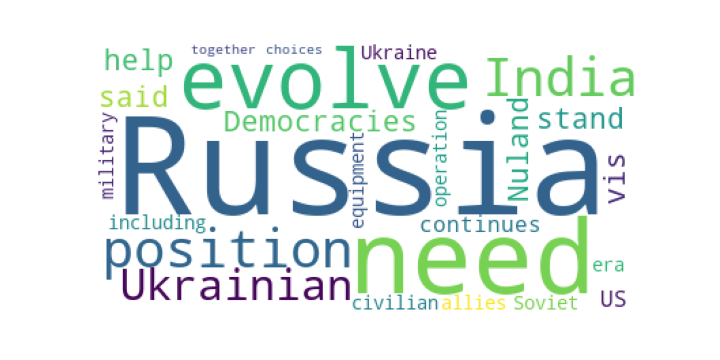 together choices Ukraine
help evolve India
said Democracies Nuland stand
military Russia equipment operation vis
including continues
position need
Ukrainian era
civilian allies Soviet US